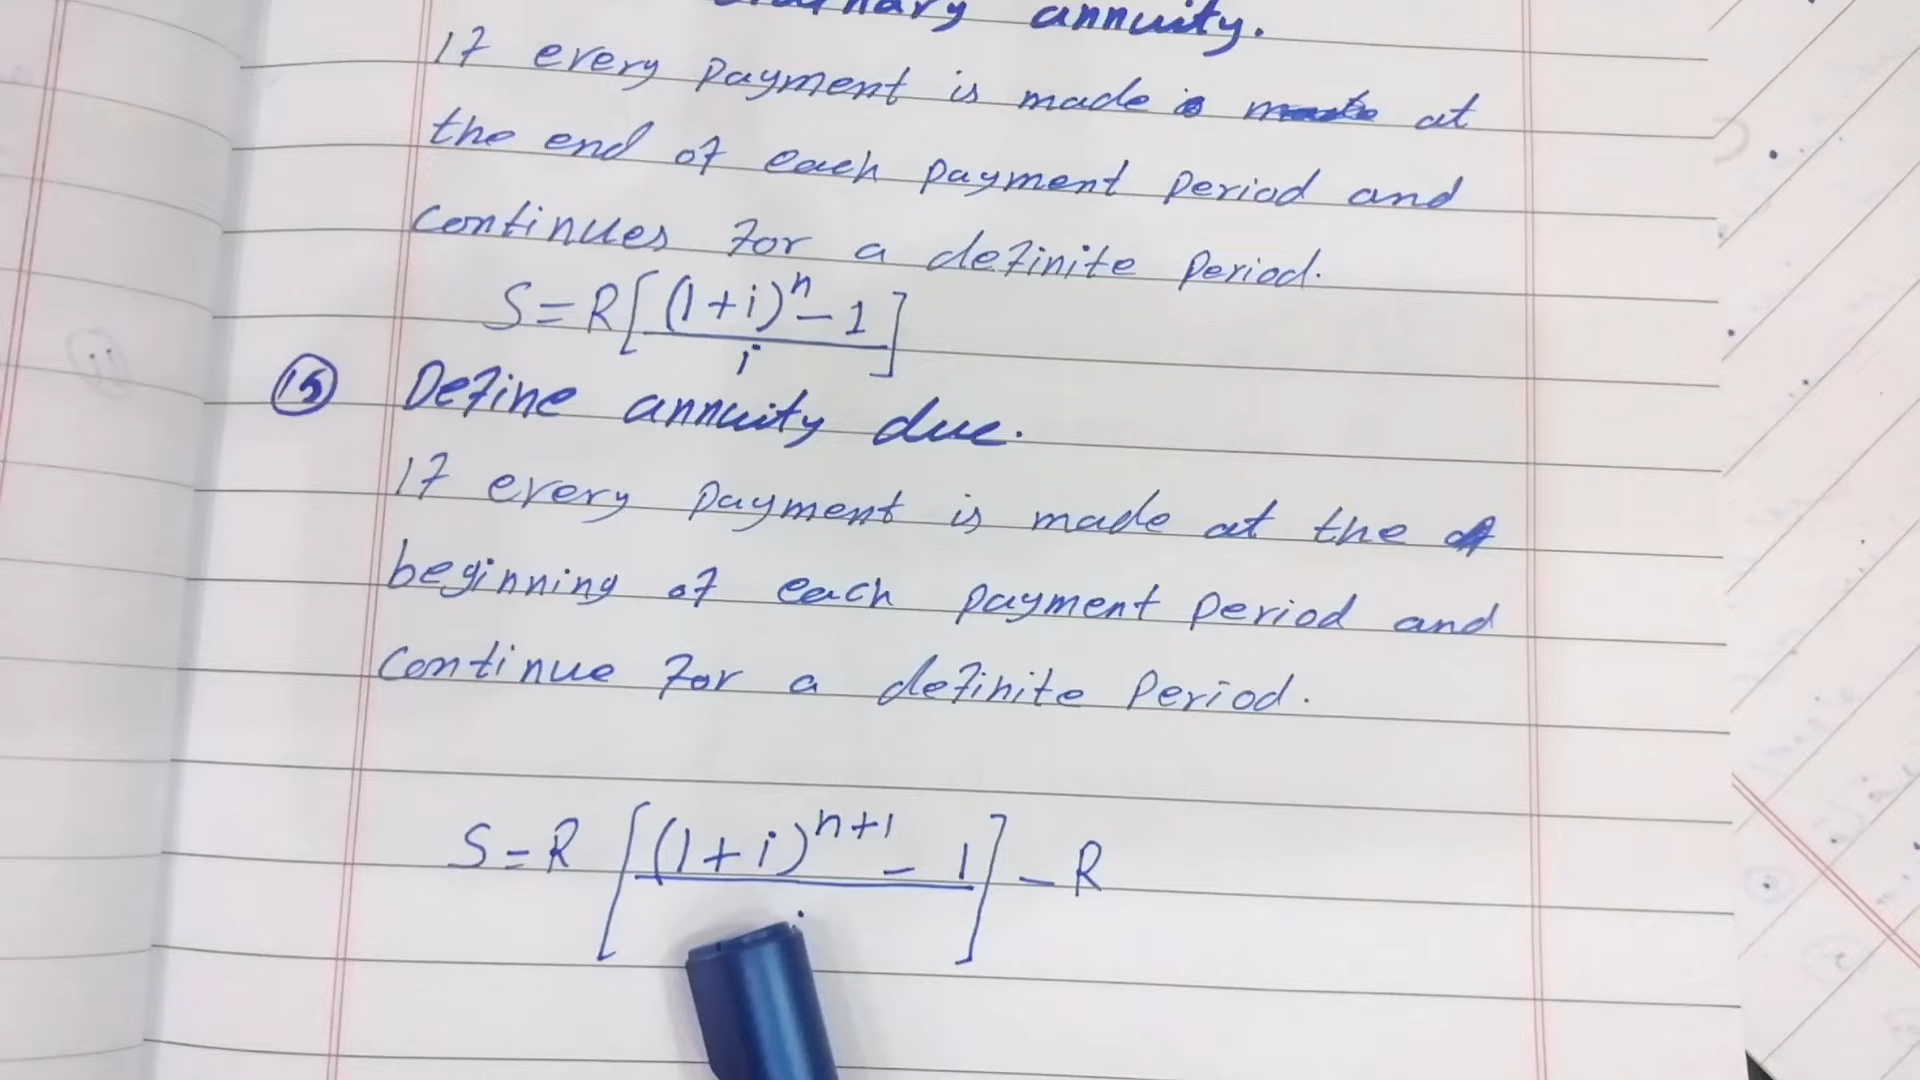 annuity.
If every payment is made at
the end of each payment period and
continues for a definite period.
S=R[(1+i)^n-1]
i
(15) Define annuity due.
If every payment is made at the
beginning of each payment period and
continue for a definite period.
S=R[(1+i)^n+1 - 1] - R
i